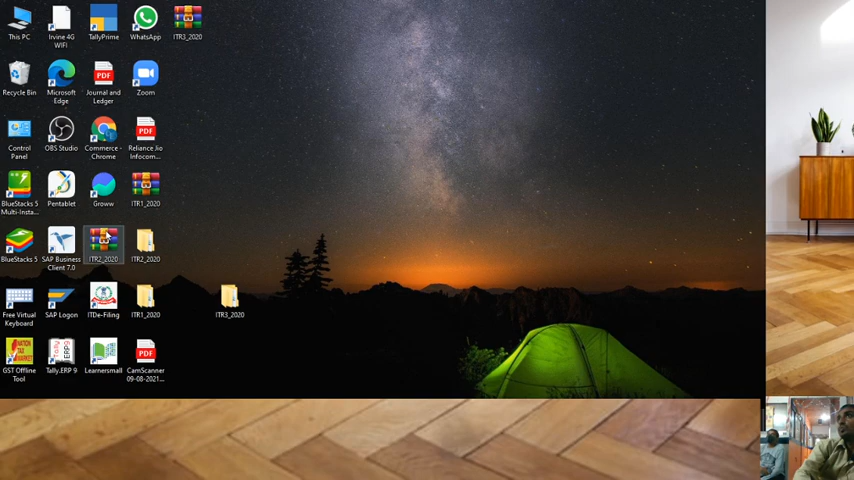 This PC
Irvine 4G
WIFI
TallyPrime
WhatsApp
ITR3_2020
Recycle Bin
Microsoft
Edge
PDF
Journal and
Ledger
Zoom
Control
Panel
OBS Studio
Commerce -
Chrome
PDF
Reliance Jio
Infocom...
BlueStacks 5
Multi-Insta...
Pentablet
Groww
ITR1_2020
BlueStacks 5
SAP Business
Client 7.0
ITR2_2020
ITR2_2020
Free Virtual
Keyboard
SAP Logon
ITDe-Filing
ITR1_2020
ITR3_2020
GST Offline
Tool
Tally.ERP 9
Learnersmall
PDF
CamScanner
09-08-2021...